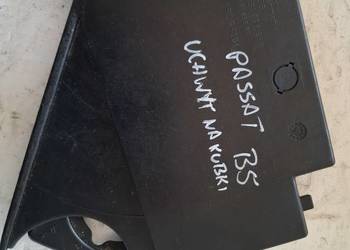 PASSAT B5
UCHWYT NA KUBKI